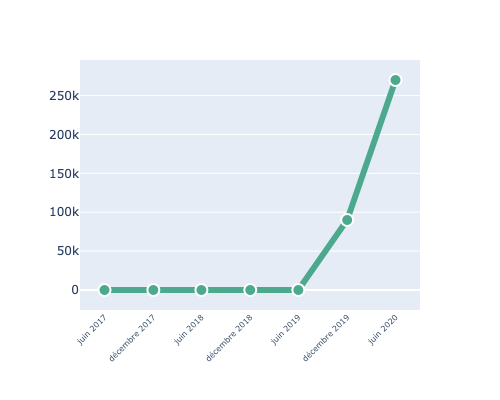 250k
200k
150k
100k
50k
0
juin 2017
décembre 2017
juin 2018
décembre 2018
juin 2019
décembre 2019
juin 2020